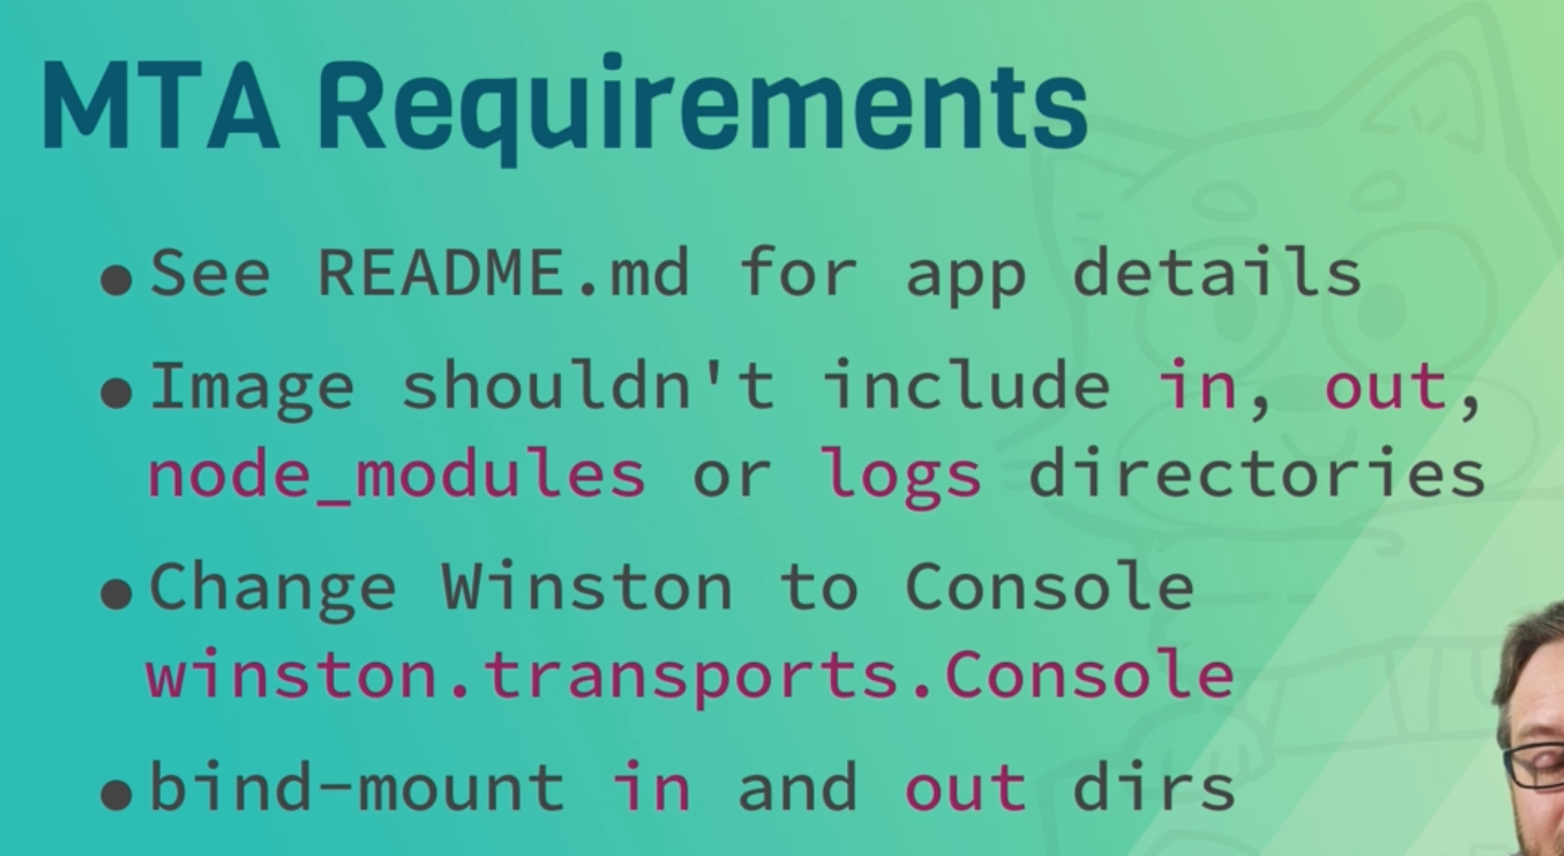 MTA Requirements
●See README.md for app details
●Image shouldn't include in, out,
node_modules or logs directories
●Change Winston to Console
winston.transports.Console
●bind-mount in and out dirs